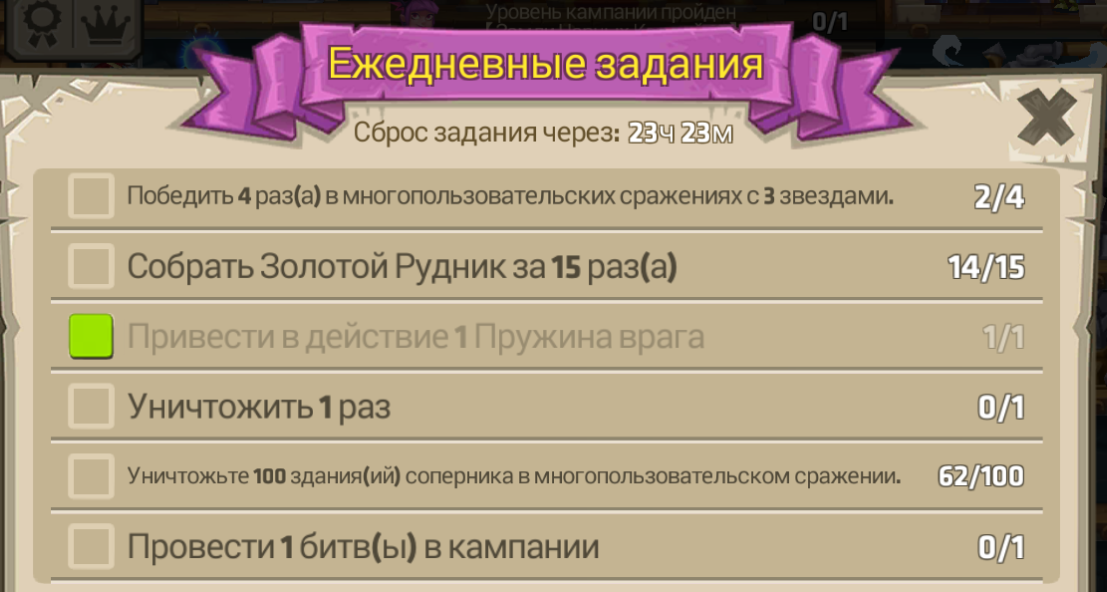 Уровень кампании пройден
0/1
Ежедневные задания
Сброс задания через: 23ч 23м
Победить 4 раз(а) в многопользовательских сражениях с 3 звездами. 2/4
Собрать Золотой Рудник за 15 раз(а) 14/15
Привести в действие 1 Пружина врага 1/1
Уничтожить 1 раз 0/1
Уничтожьте 100 здания(ий) соперника в многопользовательском сражении. 62/100
Провести 1 битв(ы) в кампании 0/1